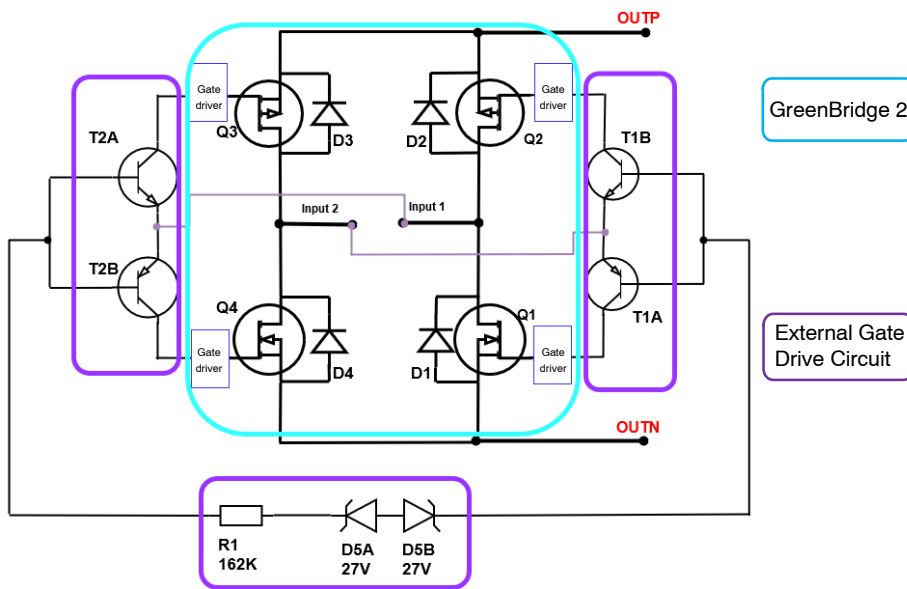 OUTP
Gate
driver
Q3
D3
D2
Q2
Gate
driver
GreenBridge 2
T2A
T1B
Input 2
Input 1
T2B
Q4
Q1
T1A
Gate
driver
D4
D1
Gate
driver
External Gate
Drive Circuit
OUTN
R1
162K
D5A
27V
D5B
27V